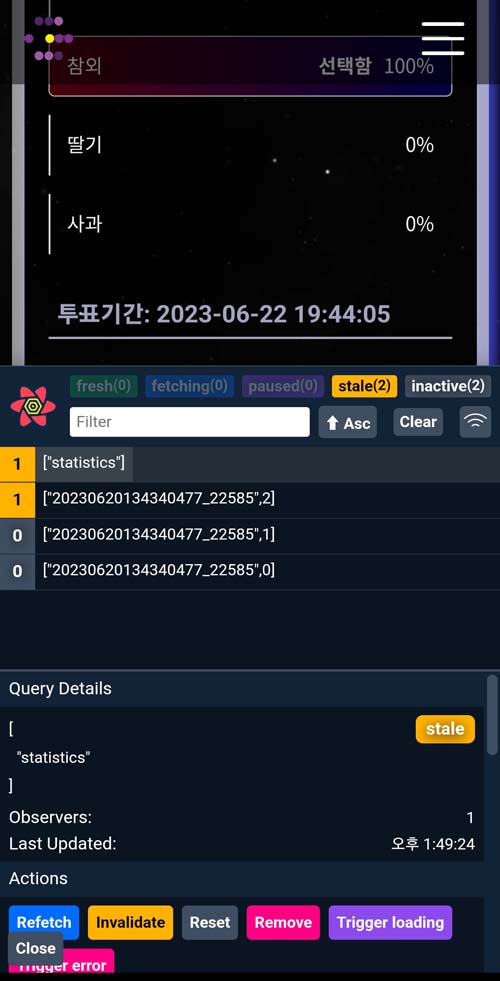 참외 선택함 100%
딸기 0%
사과 0%
투표기간: 2023-06-22 19:44:05
fresh(0) fetching(0) paused(0) stale(2) inactive(2)
Filter Asc Clear
1 ["statistics"]
1 ["20230620134340477_22585",2]
0 ["20230620134340477_22585",1]
0 ["20230620134340477_22585",0]
Query Details
[ stale
"statistics"
]
Observers: 1
Last Updated: 오후 1:49:24
Actions
Refetch Invalidate Reset Remove Trigger loading
Close
Trigger error